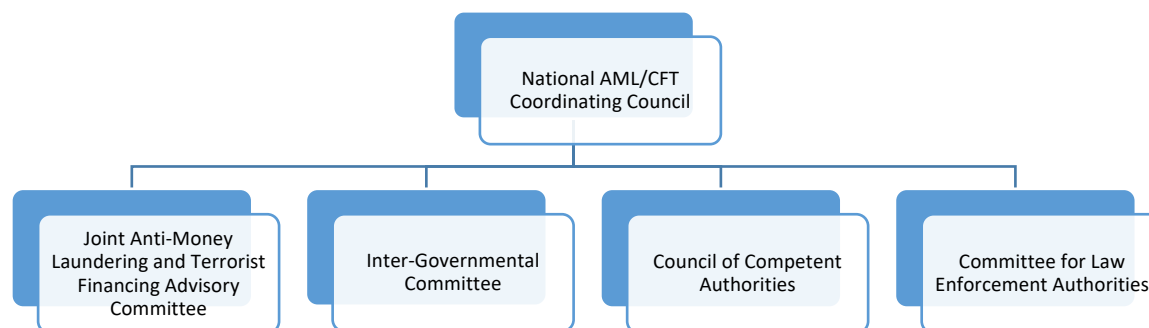 National AML/CFT
Coordinating Council
Joint Anti-Money
Laundering and Terrorist
Financing Advisory
Committee
Inter-Governmental
Committee
Council of Competent
Authorities
Committee for Law
Enforcement Authorities